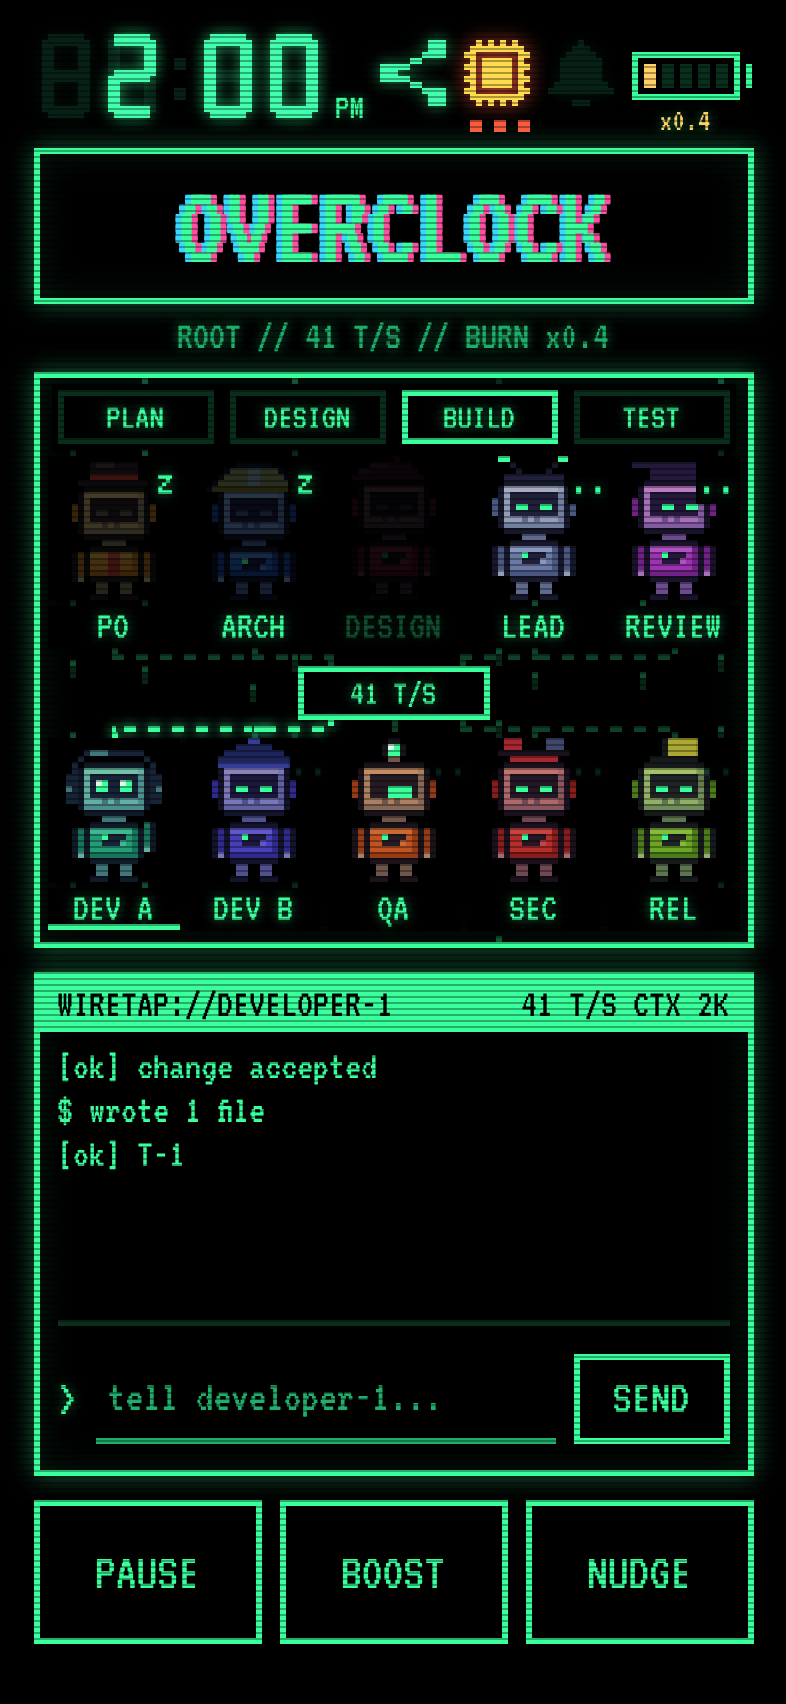 2:00 PM
x0.4
OVERCLOCK
ROOT // 41 T/S // BURN x0.4
PLAN DESIGN BUILD TEST
Z Z .. ..
PO ARCH DESIGN LEAD REVIEW
41 T/S
DEV A DEV B QA SEC REL
WIRETAP://DEVELOPER-1 41 T/S CTX 2K
[ok] change accepted
$ wrote 1 file
[ok] T-1
❯ tell developer-1... SEND
PAUSE BOOST NUDGE